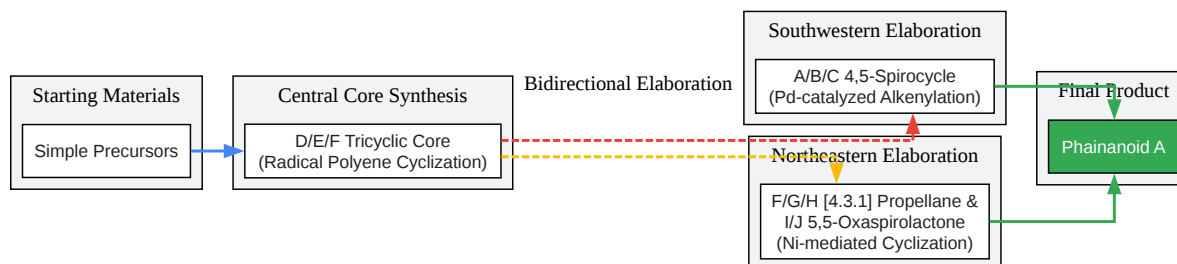 Starting Materials
Simple Precursors
Central Core Synthesis
D/E/F Tricyclic Core
(Radical Polyene Cyclization)
Bidirectional Elaboration
Southwestern Elaboration
A/B/C 4,5-Spirocycle
(Pd-catalyzed Alkenylation)
Northeastern Elaboration
F/G/H [4.3.1] Propellane &
I/J 5,5-Oxaspirolactone
(Ni-mediated Cyclization)
Final Product
Phainanoid A